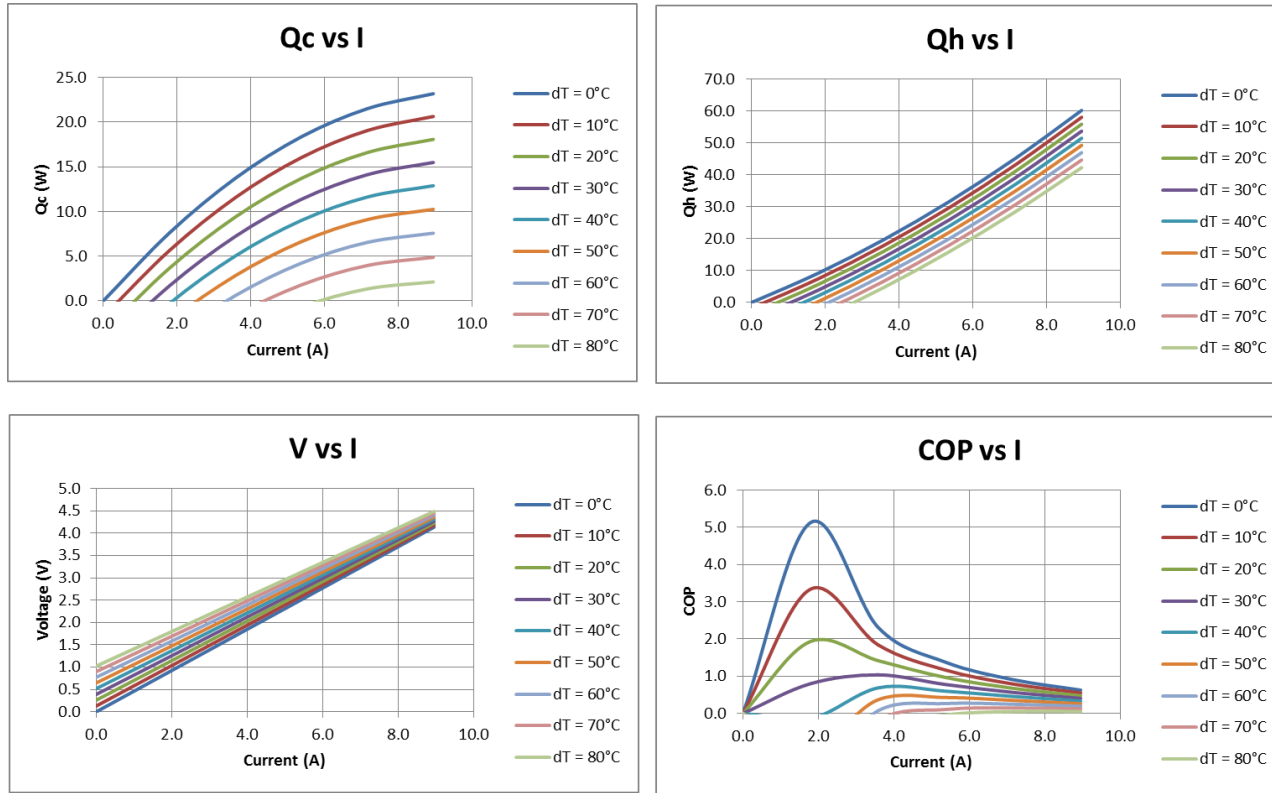 Qc vs I
25.0
20.0
15.0
10.0
5.0
0.0
Qc (W)
0.0 2.0 4.0 6.0 8.0 10.0
Current (A)
dT = 0°C
dT = 10°C
dT = 20°C
dT = 30°C
dT = 40°C
dT = 50°C
dT = 60°C
dT = 70°C
dT = 80°C
Qh vs I
70.0
60.0
50.0
40.0
30.0
20.0
10.0
0.0
Qh (W)
0.0 2.0 4.0 6.0 8.0 10.0
Current (A)
dT = 0°C
dT = 10°C
dT = 20°C
dT = 30°C
dT = 40°C
dT = 50°C
dT = 60°C
dT = 70°C
dT = 80°C
V vs I
5.0
4.5
4.0
3.5
3.0
2.5
2.0
1.5
1.0
0.5
0.0
Voltage (V)
0.0 2.0 4.0 6.0 8.0 10.0
Current (A)
dT = 0°C
dT = 10°C
dT = 20°C
dT = 30°C
dT = 40°C
dT = 50°C
dT = 60°C
dT = 70°C
dT = 80°C
COP vs I
6.0
5.0
4.0
3.0
2.0
1.0
0.0
COP
0.0 2.0 4.0 6.0 8.0 10.0
Current (A)
dT = 0°C
dT = 10°C
dT = 20°C
dT = 30°C
dT = 40°C
dT = 50°C
dT = 60°C
dT = 70°C
dT = 80°C